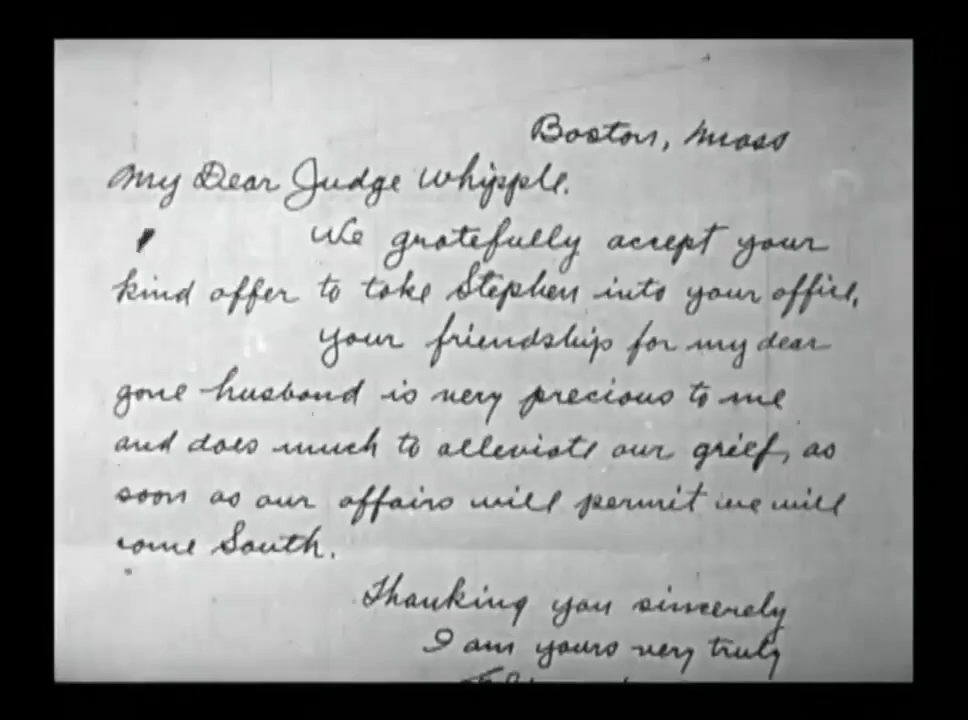 Boston, Mass
My Dear Judge Whipple.
We gratefully accept your
kind offer to take Stephen into your office.
Your friendship for my dear
gone husband is very precious to me
and does much to alleviate our grief, as
soon as our affairs will permit we will
come South.
Thanking you sincerely
I am yours very truly